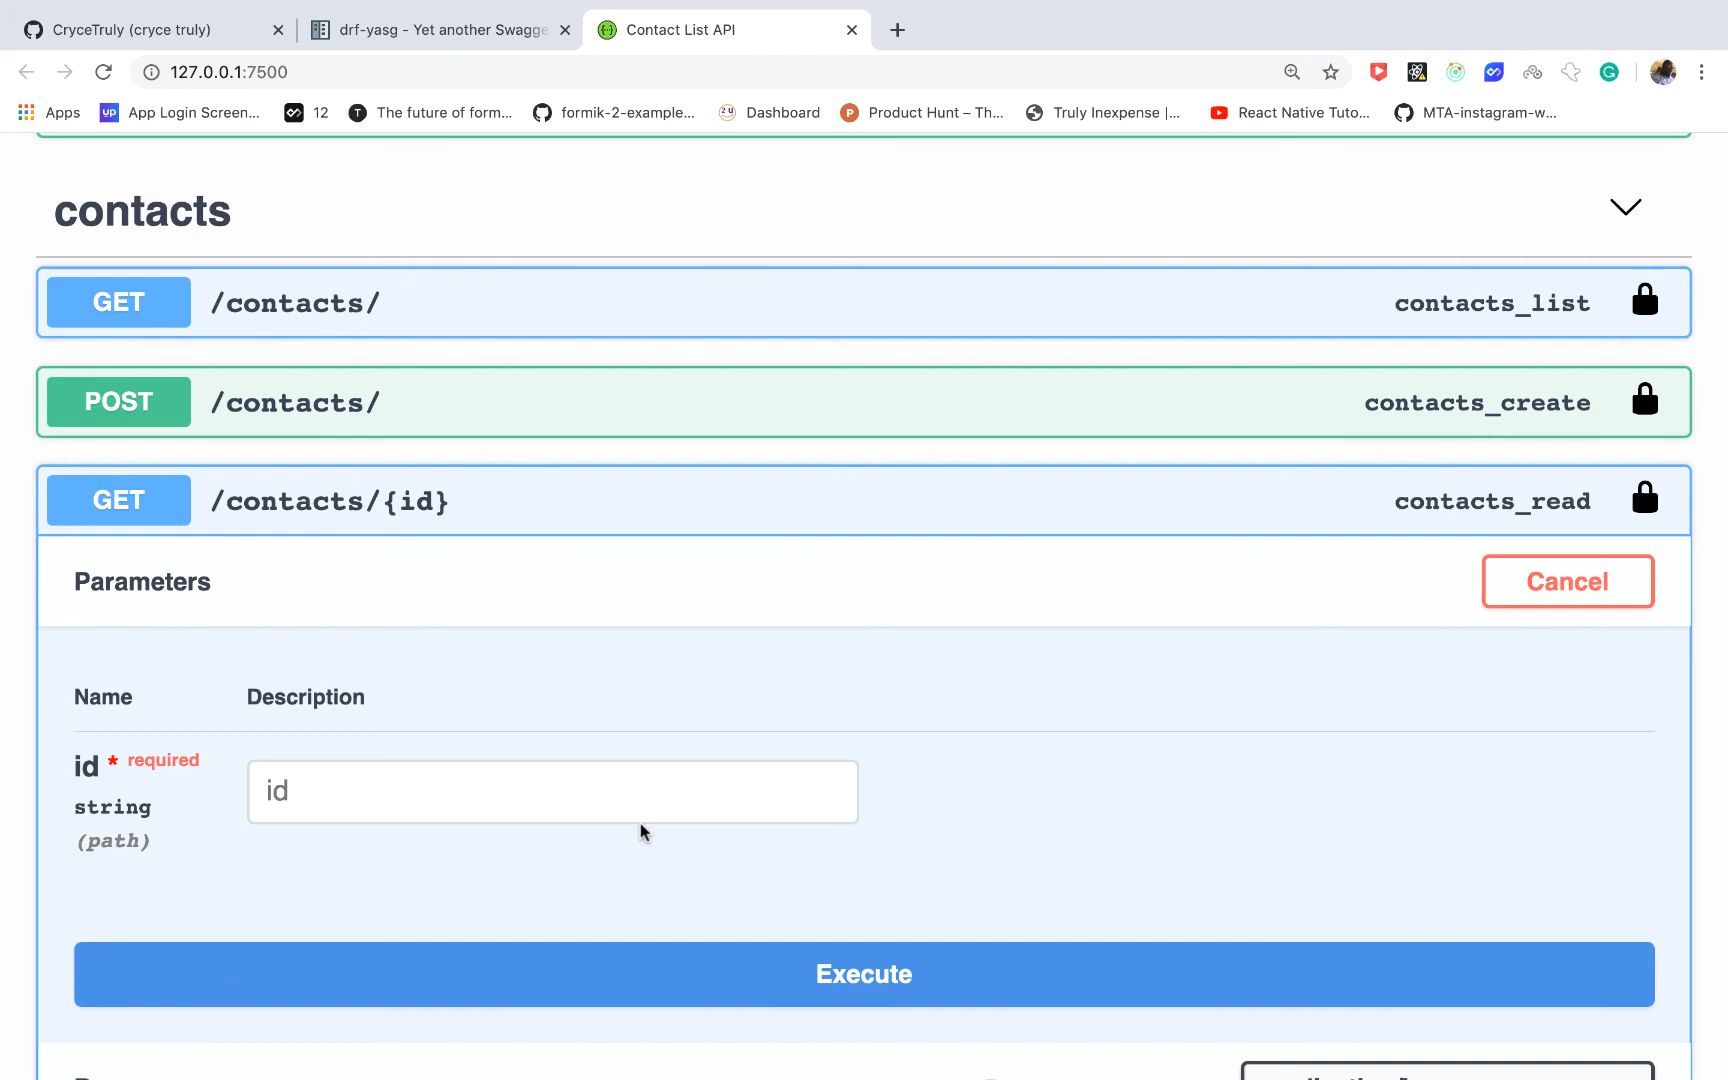 CryceTruly (cryce truly)
drf-yasg - Yet another Swagge
Contact List API
127.0.0.1:7500
Apps
up
App Login Screen...
12
T
The future of form...
formik-2-example...
Dashboard
P
Product Hunt – Th...
Truly Inexpense |...
React Native Tuto...
MTA-instagram-w...
contacts
GET /contacts/ contacts_list
POST /contacts/ contacts_create
GET /contacts/{id} contacts_read
Parameters
Cancel
Name Description
id * required
string
(path)
id
Execute